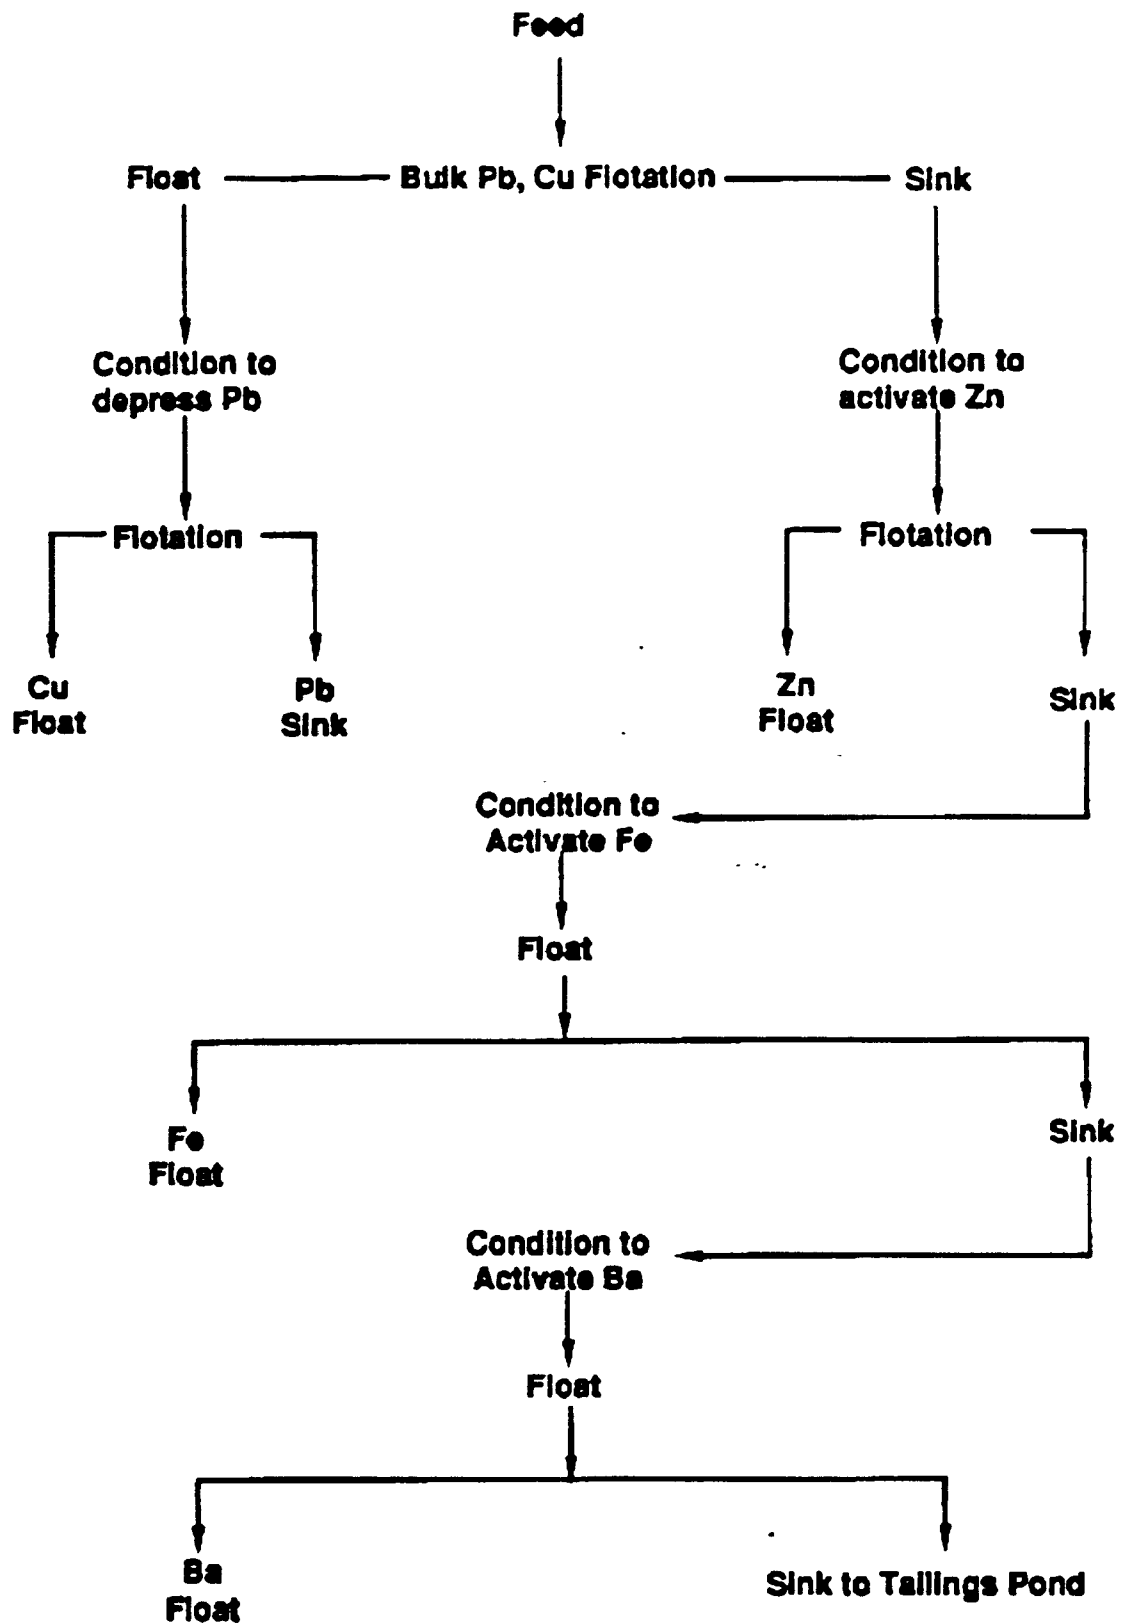 Feed
Float
Bulk Pb, Cu Flotation
Sink
Condition to
depress Pb
Condition to
activate Zn
Flotation
Flotation
Cu
Float
Pb
Sink
Zn
Float
Sink
Condition to
Activate Fe
Float
Fe
Float
Sink
Condition to
Activate Ba
Float
Ba
Float
Sink to Tailings Pond